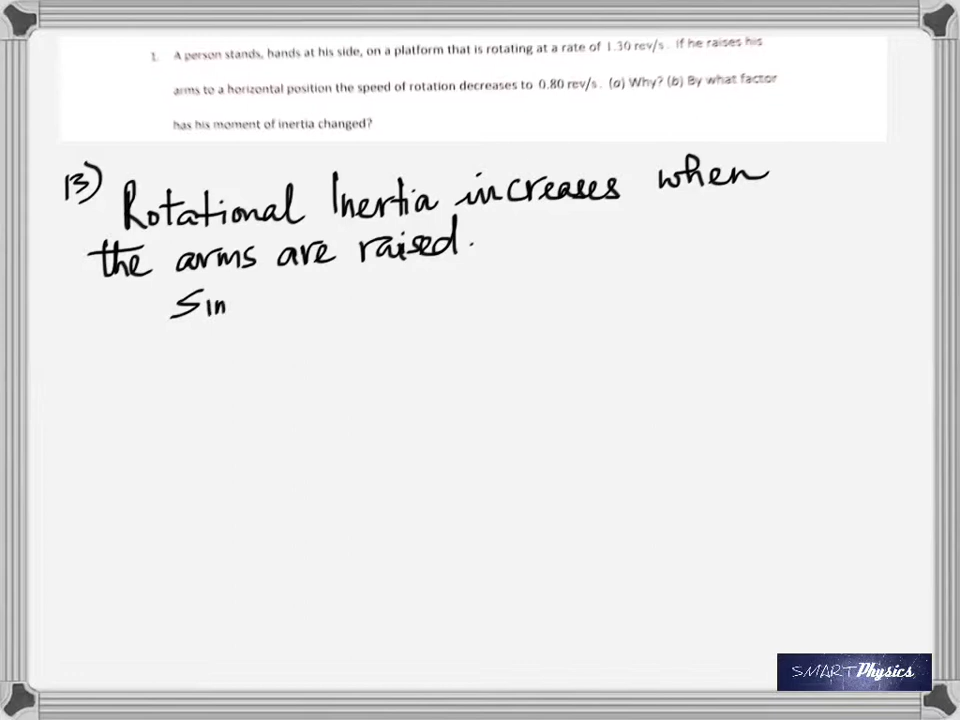 1. A person stands, hands at his side, on a platform that is rotating at a rate of 1.30 rev/s. If he raises his
arms to a horizontal position the speed of rotation decreases to 0.80 rev/s. (a) Why? (b) By what factor
has his moment of inertia changed?
13)
Rotational Inertia increases when
the arms are raised.
Sin
SMART Physics